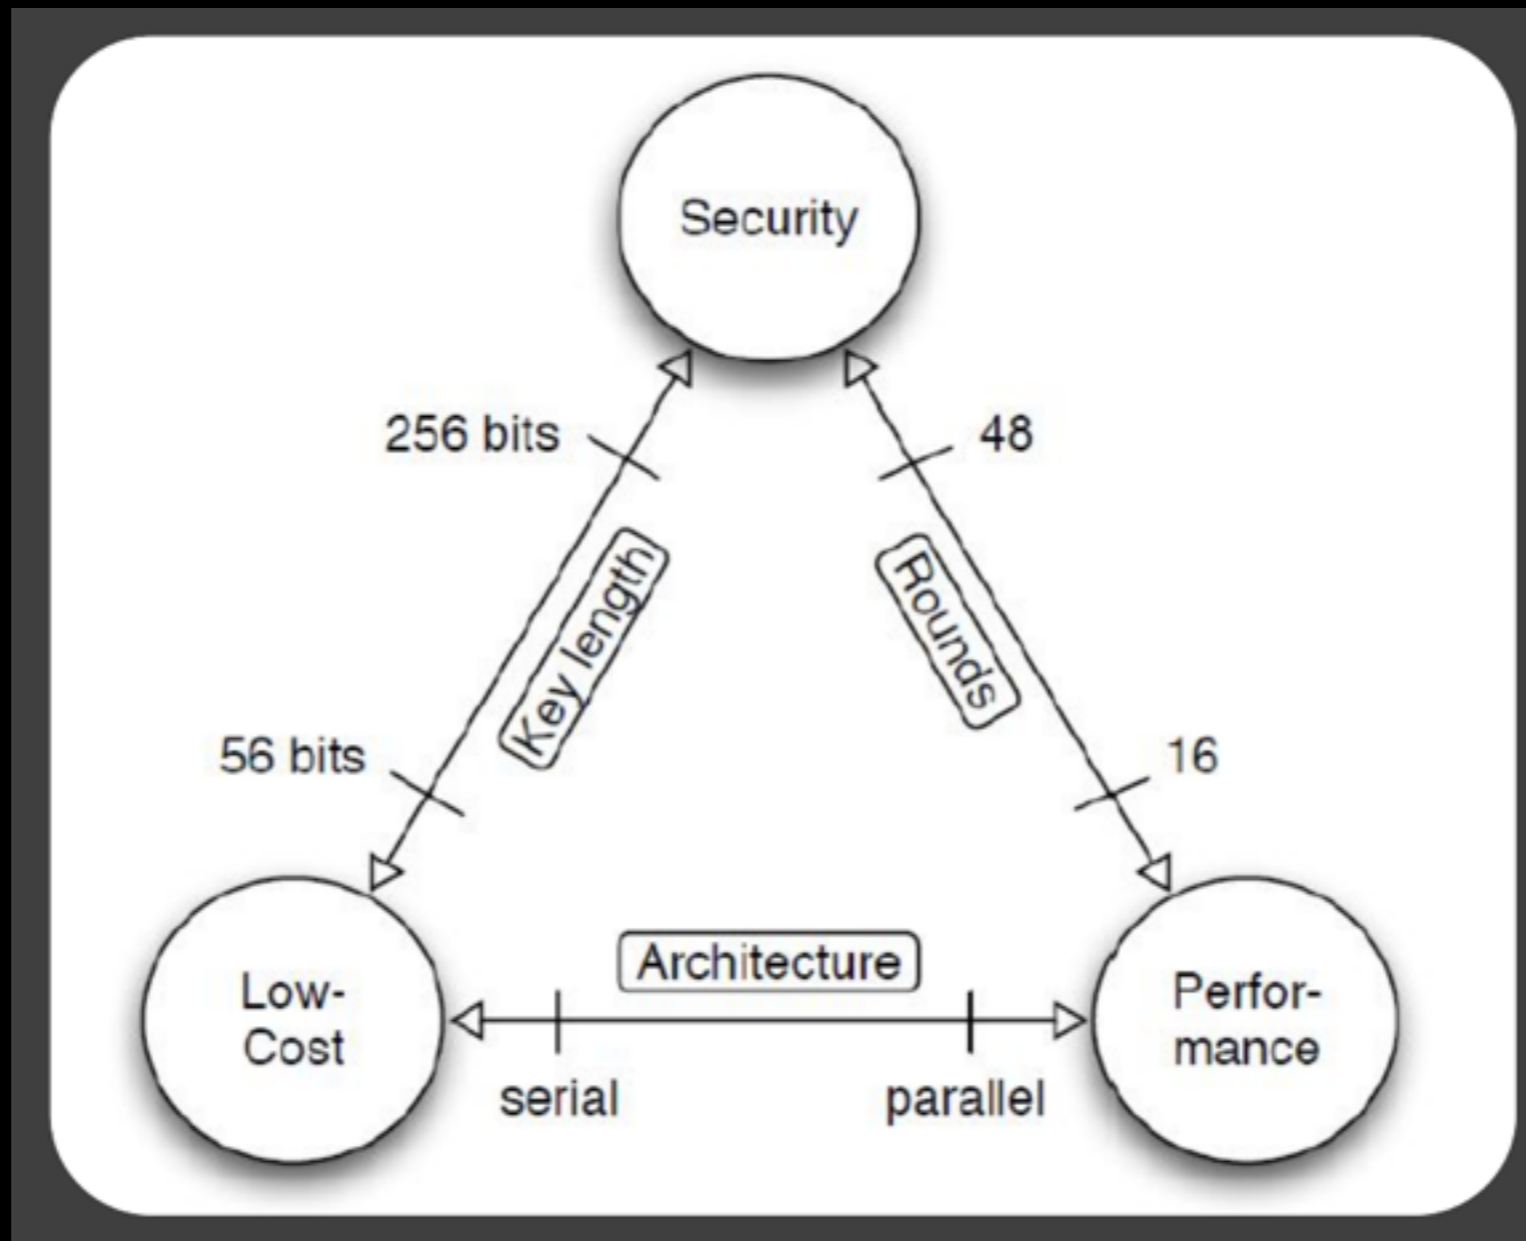 Security
256 bits
48
Key length
Rounds
56 bits
16
Architecture
Low-
Cost
Perfor-
mance
serial
parallel